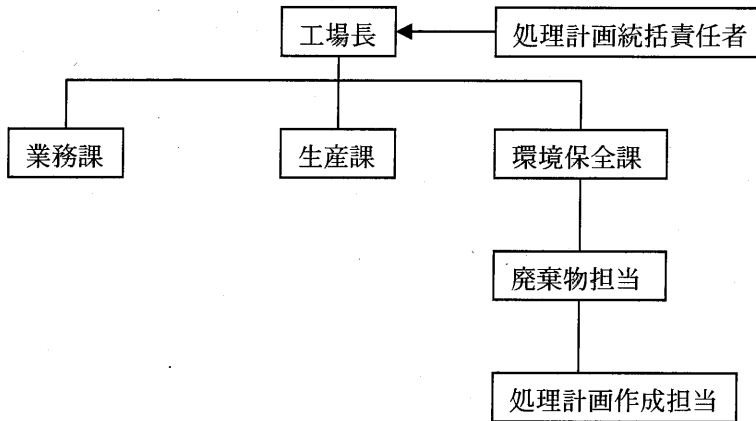 工場長
処理計画統括責任者
業務課
生産課
環境保全課
廃棄物担当
処理計画作成担当